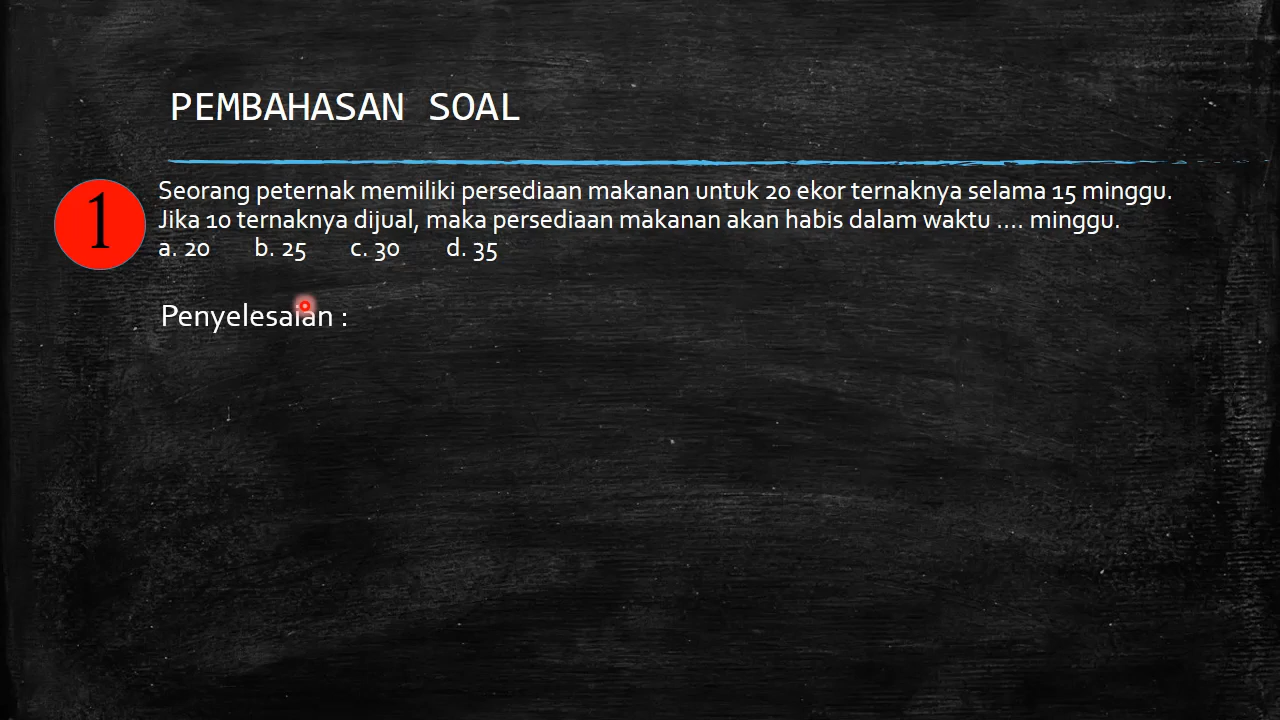 PEMBAHASAN SOAL
1
Seorang peternak memiliki persediaan makanan untuk 20 ekor ternaknya selama 15 minggu.
Jika 10 ternaknya dijual, maka persediaan makanan akan habis dalam waktu .... minggu.
a. 20 b. 25 c. 30 d. 35
Penyelesaian :